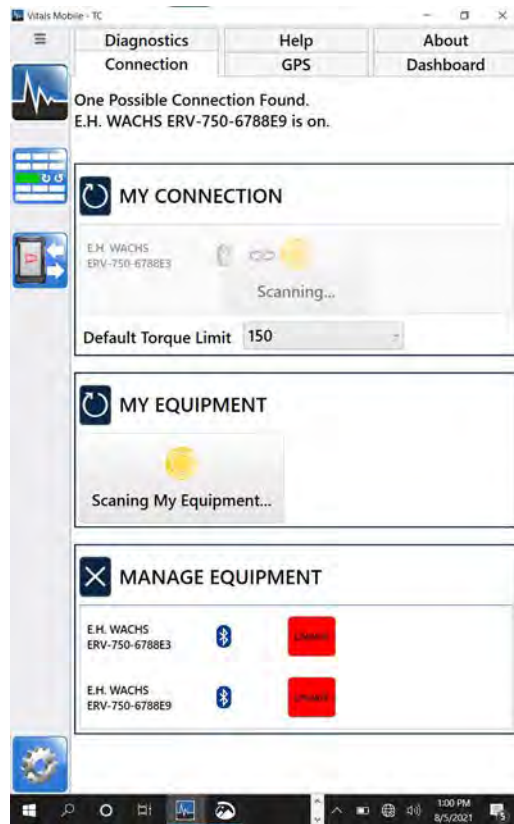 Vitals Mobile - TC
Diagnostics Help About
Connection GPS Dashboard
One Possible Connection Found.
E.H. WACHS ERV-750-6788E9 is on.
MY CONNECTION
E.H. WACHS
ERV-750-6788E3
Scanning...
Default Torque Limit 150
MY EQUIPMENT
Scaning My Equipment...
MANAGE EQUIPMENT
E.H. WACHS
ERV-750-6788E3
E.H. WACHS
ERV-750-6788E9
1:00 PM
8/5/2021